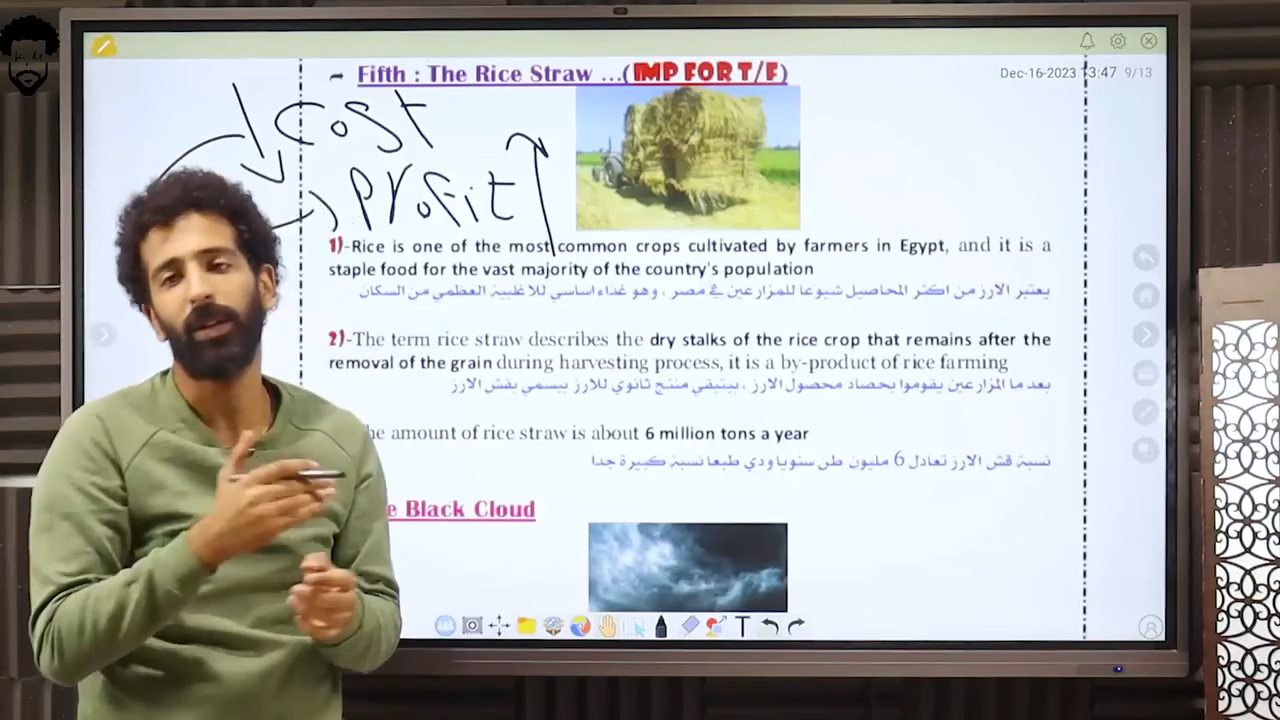 Fifth : The Rice Straw ...(IMP FOR T/F)
Dec-16-2023 13:47 9/13
Cost
Profit
1)-Rice is one of the most common crops cultivated by farmers in Egypt, and it is a
staple food for the vast majority of the country's population
يعتبر الارز من اكثر المحاصيل شيوعا للمزارعين في مصر ، وهو غداء اساسي للاغلبية العظمي من السكان
2)-The term rice straw describes the dry stalks of the rice crop that remains after the
removal of the grain during harvesting process, it is a by-product of rice farming
بعد ما المزارعين يقوموا بحصاد محصول الارز ، بيتبقي منتج ثانوي للارز بيسمي بقش الارز
he amount of rice straw is about 6 million tons a year
نسبة قش الارز تعادل 6 مليون طن سنويا ودي طبعا نسبة كبيرة جدا
e Black Cloud